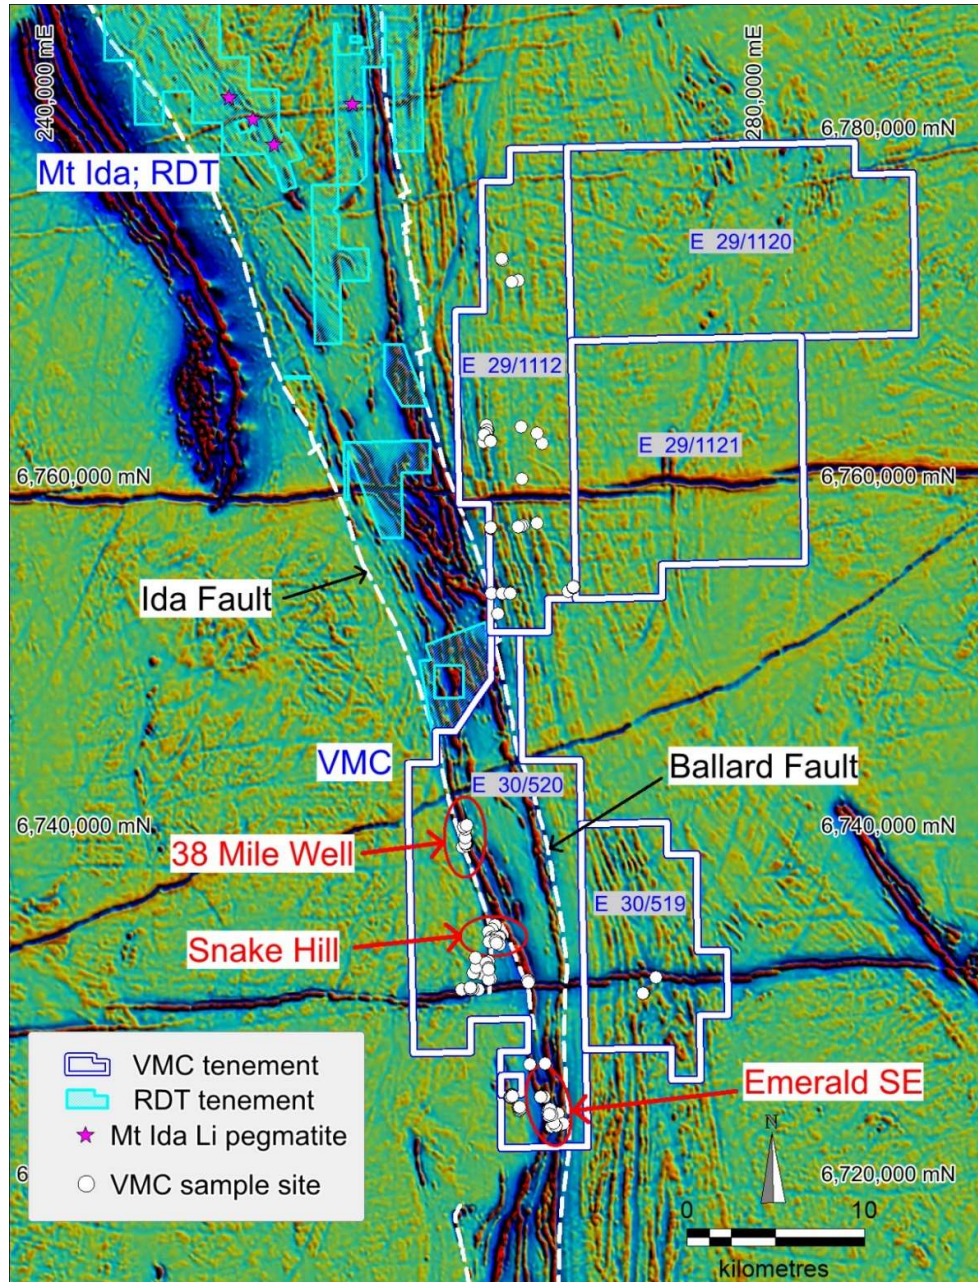 240,000 mE
280,000 mE
6,780,000 mN
Mt Ida; RDT
E 29/1120
E 29/1112
E 29/1121
6,760,000 mN
6,760,000 mN
Ida Fault
VMC
E 30/520
Ballard Fault
6,740,000 mN
6,740,000 mN
38 Mile Well
E 30/519
Snake Hill
VMC tenement
RDT tenement
Mt Ida Li pegmatite
VMC sample site
Emerald SE
N
6,720,000 mN
0 10
kilometres